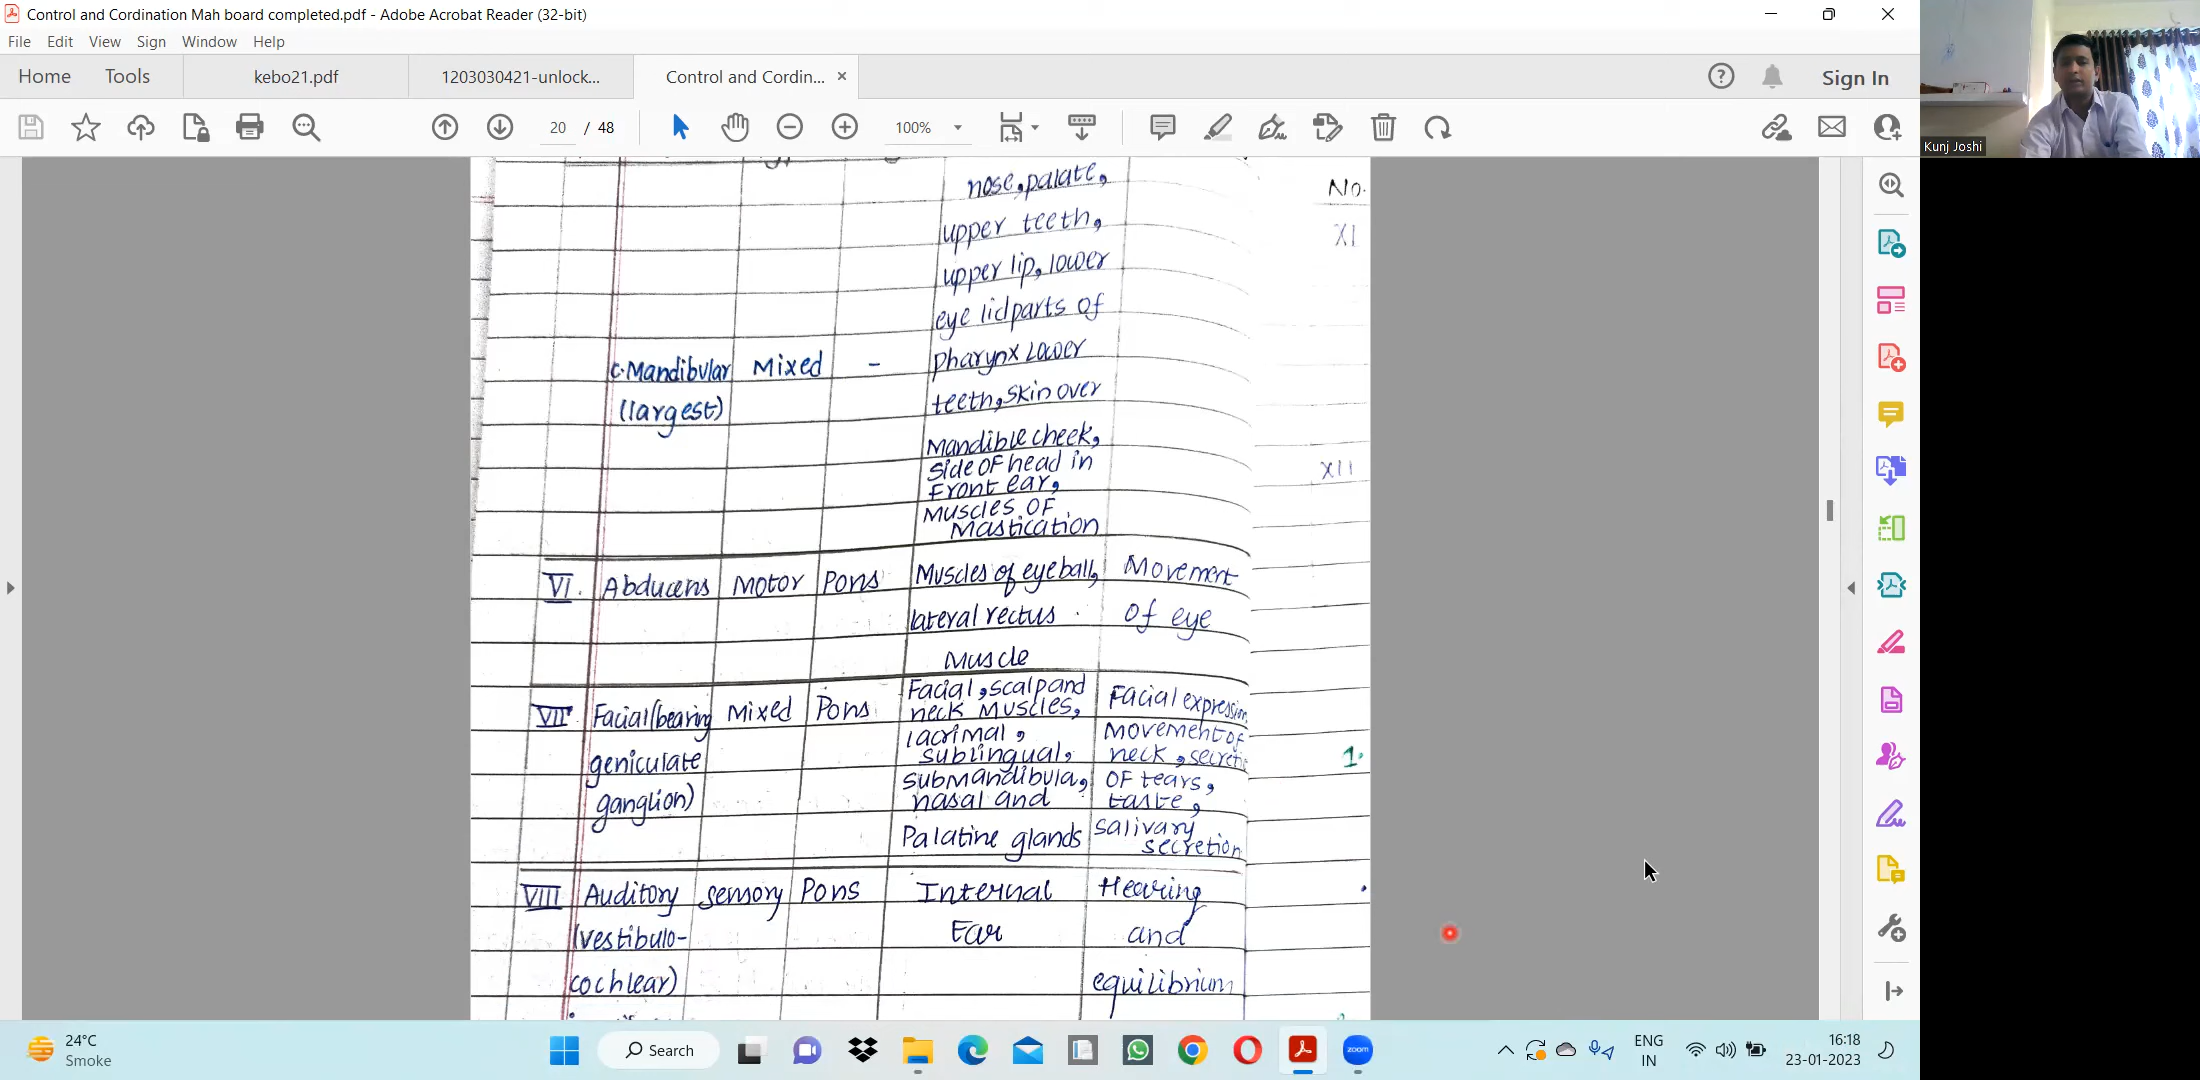 Control and Cordination Mah board completed.pdf - Adobe Acrobat Reader (32-bit)
File Edit View Sign Window Help
Home Tools kebo21.pdf 1203030421-unlock... Control and Cordin... ×
Sign In
20 / 48 100%
Kunj Joshi
nose, palate,
upper teeth,
upper lip, lower
eye lid parts of
c. Mandibular Mixed - Pharynx Lower
(largest) teeth, skin over
Mandible cheek,
side of head in
Front ear,
Muscles of
Mastication
VI. Abducens Motor Pons Muscles of eyeball, Movement
lateral rectus of eye
Muscle
VII Facial (bearing Mixed Pons Facial, scalp and Facial expression
neck Muscles,
lacrimal, Movement of
geniculate sublingual, neck, secreti
ganglion) submandibula, of tears,
nasal and taste,
Palatine glands salivary
secretion
VIII Auditory sensory Pons Internal Hearing
(vestibulo- Ear and
cochlear) equilibrium
No.
XI
XII
1.
24°C
Smoke
Search
zoom
ENG
IN
16:18
23-01-2023